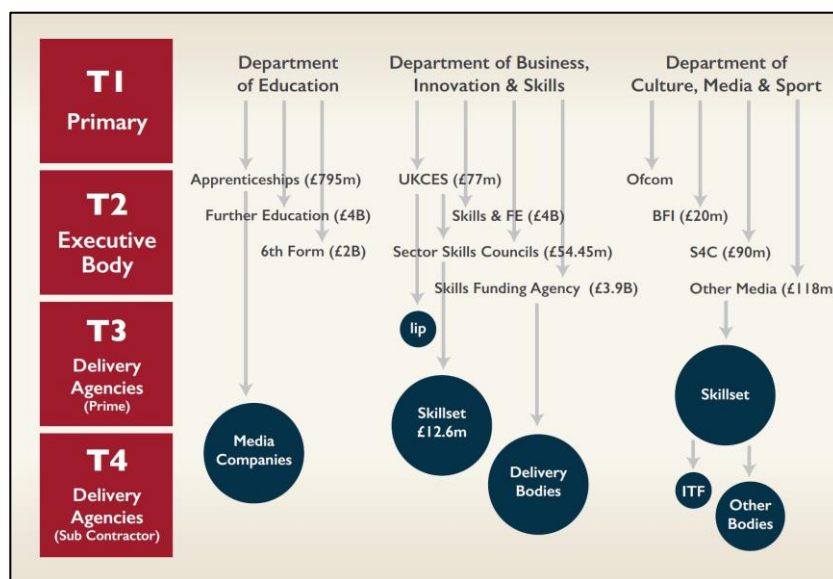 T1
Primary
T2
Executive
Body
T3
Delivery
Agencies
(Prime)
T4
Delivery
Agencies
(Sub Contractor)
Department
of Education
Department of Business,
Innovation & Skills
Department of
Culture, Media & Sport
Apprenticeships (£795m)
UKCES (£77m)
Ofcom
Further Education (£4B)
Skills & FE (£4B)
BFI (£20m)
6th Form (£2B)
Sector Skills Councils (£54.45m)
S4C (£90m)
Skills Funding Agency (£3.9B)
Other Media (£118m
lip
Skillset
£12.6m
Skillset
Media
Companies
Delivery
Bodies
ITF
Other
Bodies